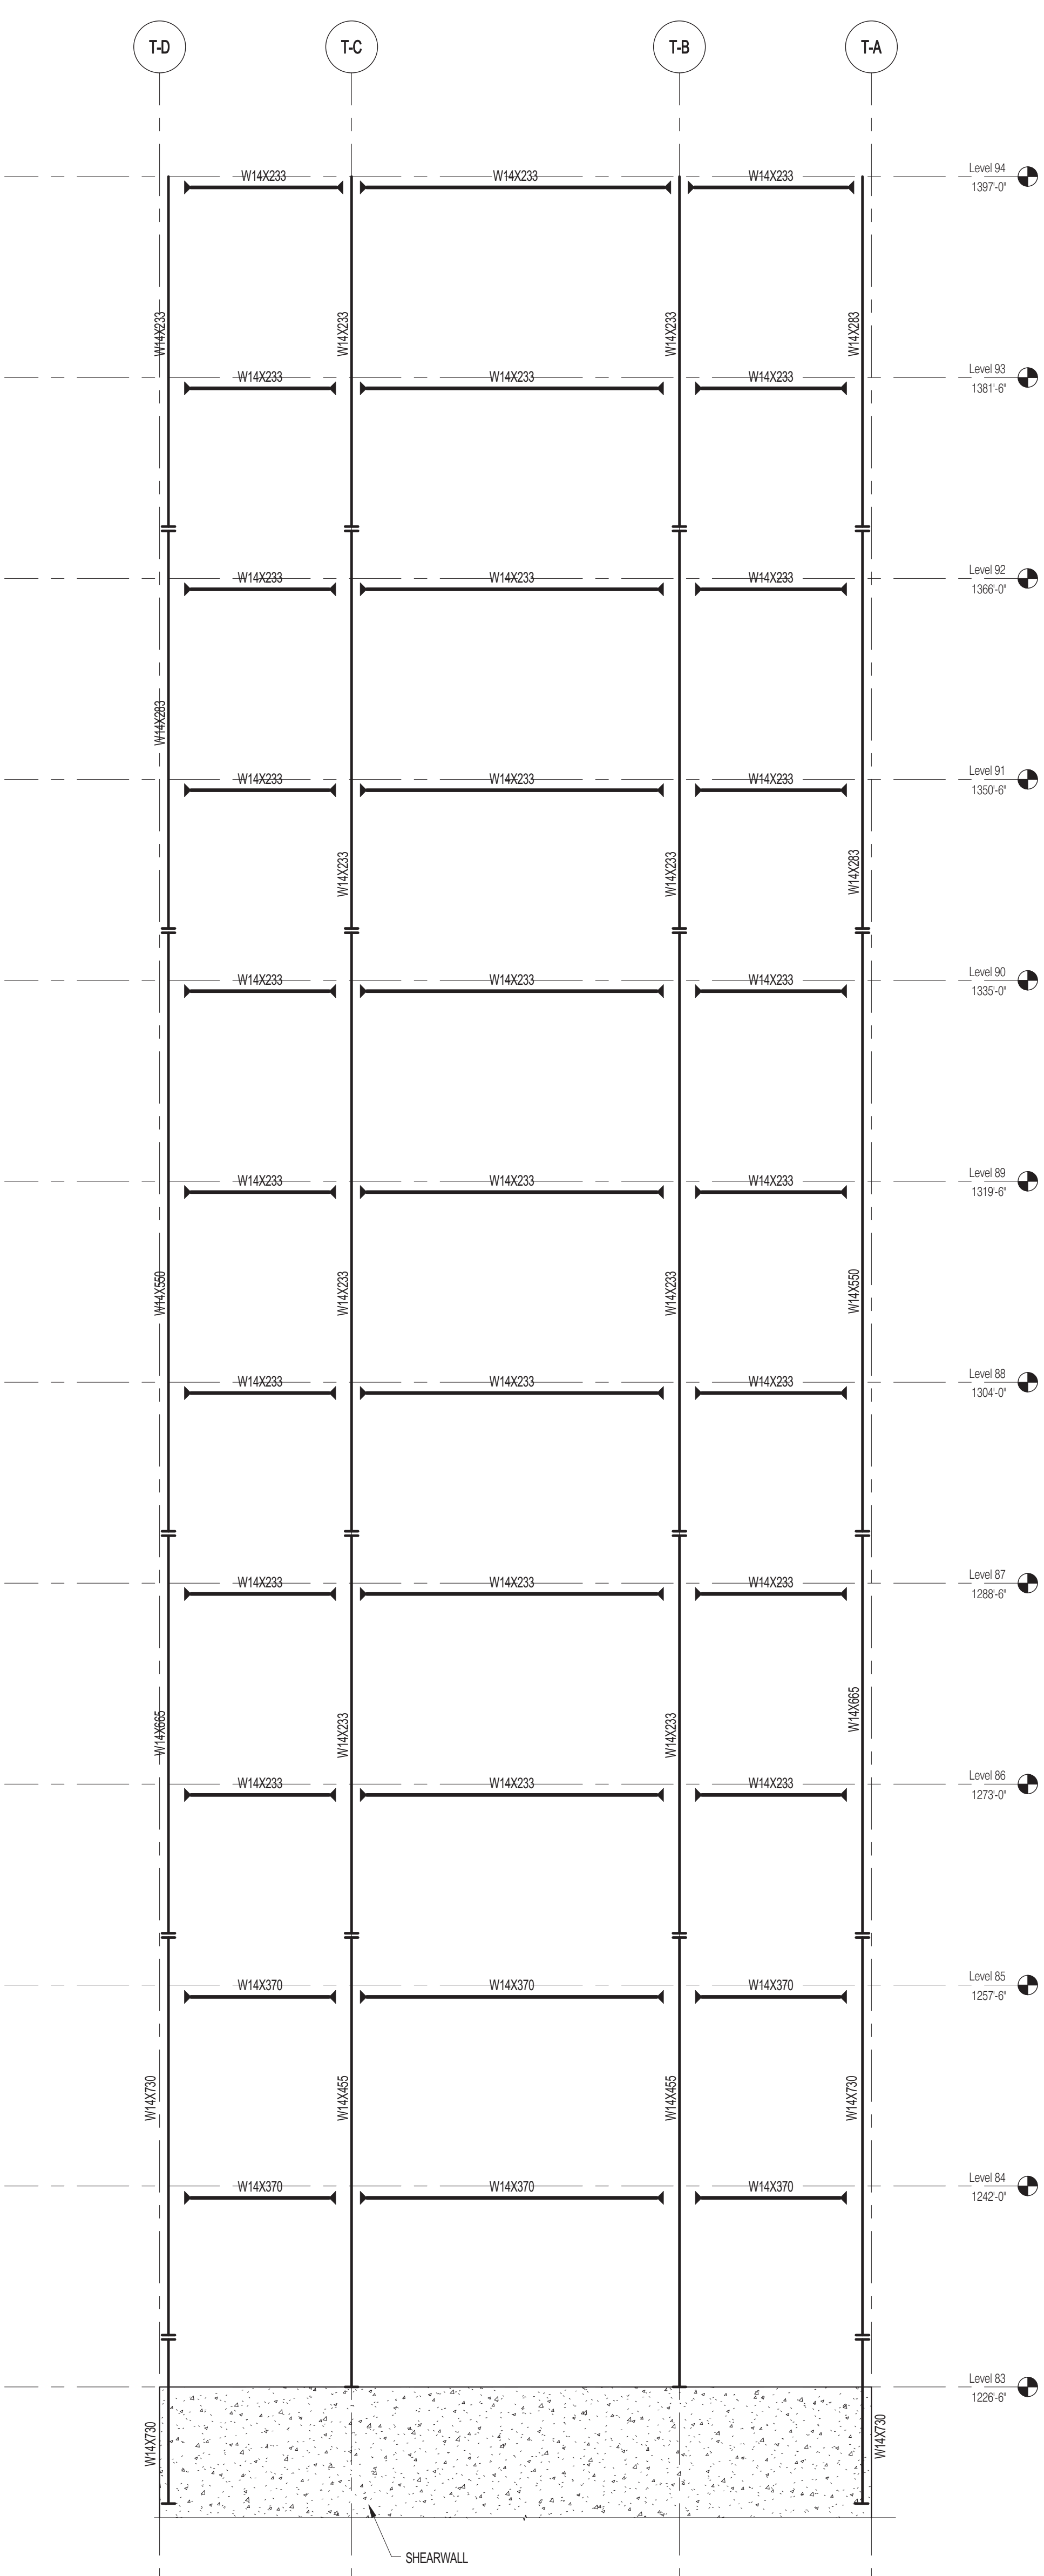 T-D T-C T-B T-A
Level 94
W14X233 W14X233 W14X233
1397'-0"
W14X233 W14X233 W14X233 W14X283
Level 93
W14X233 W14X233 W14X233
1381'-6"
Level 92
W14X233 W14X233 W14X233
1366'-0"
W14X283
Level 91
W14X233 W14X233 W14X233
1350'-6"
W14X233 W14X233 W14X283
Level 90
W14X233 W14X233 W14X233
1335'-0"
Level 89
W14X233 W14X233 W14X233
1319'-6"
W14X550 W14X233 W14X233 W14X550
Level 88
W14X233 W14X233 W14X233
1304'-0"
Level 87
W14X233 W14X233 W14X233
1288'-6"
W14X665 W14X233 W14X233 W14X665
Level 86
W14X233 W14X233 W14X233
1273'-0"
Level 85
W14X370 W14X370 W14X370
1257'-6"
W14X730 W14X455 W14X455 W14X730
Level 84
W14X370 W14X370 W14X370
1242'-0"
Level 83
1226'-6"
W14X730 W14X730
SHEARWALL